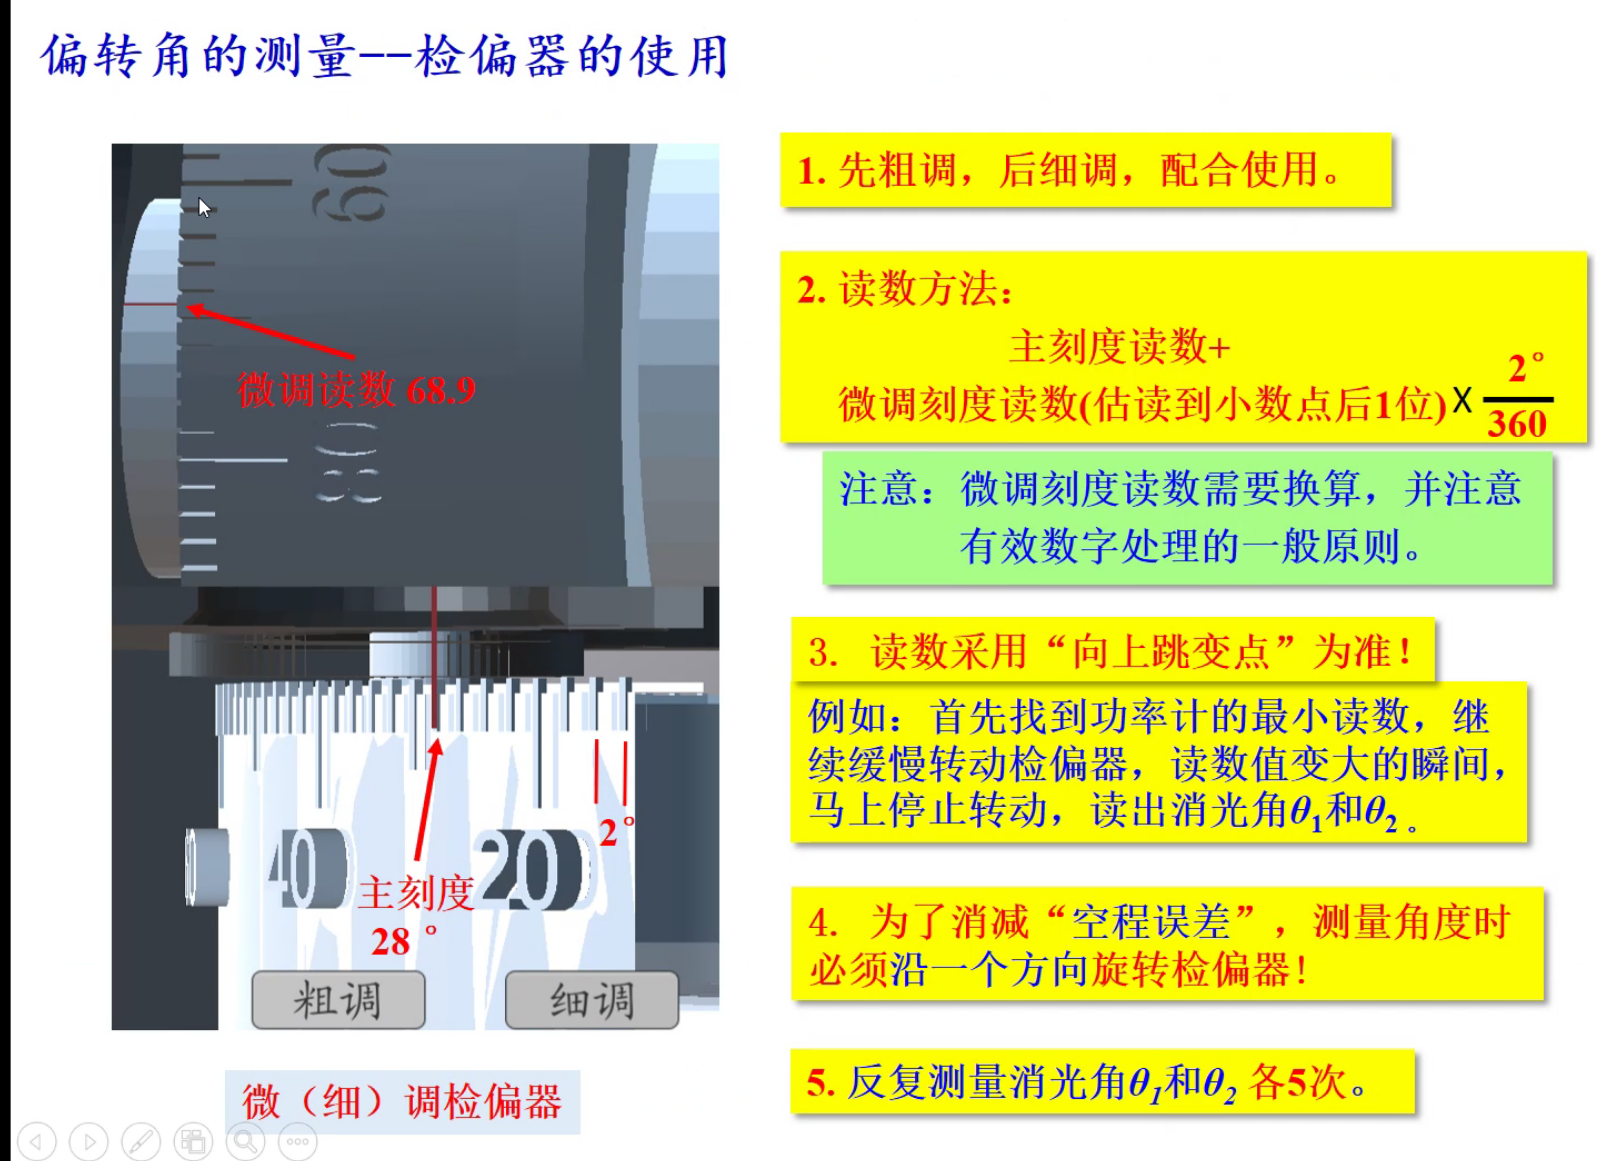 偏转角的测量--检偏器的使用
60
微调读数 68.9
80
40
20
2°
主刻度
28 °
粗调
细调
微（细）调检偏器
1. 先粗调，后细调，配合使用。
2. 读数方法：
主刻度读数+
微调刻度读数(估读到小数点后1位)X 2°/360
注意：微调刻度读数需要换算，并注意
有效数字处理的一般原则。
3. 读数采用“向上跳变点”为准！
例如：首先找到功率计的最小读数，继
续缓慢转动检偏器，读数值变大的瞬间，
马上停止转动，读出消光角θ₁和θ₂。
4. 为了消减“空程误差”，测量角度时
必须沿一个方向旋转检偏器！
5. 反复测量消光角θ₁和θ₂ 各5次。